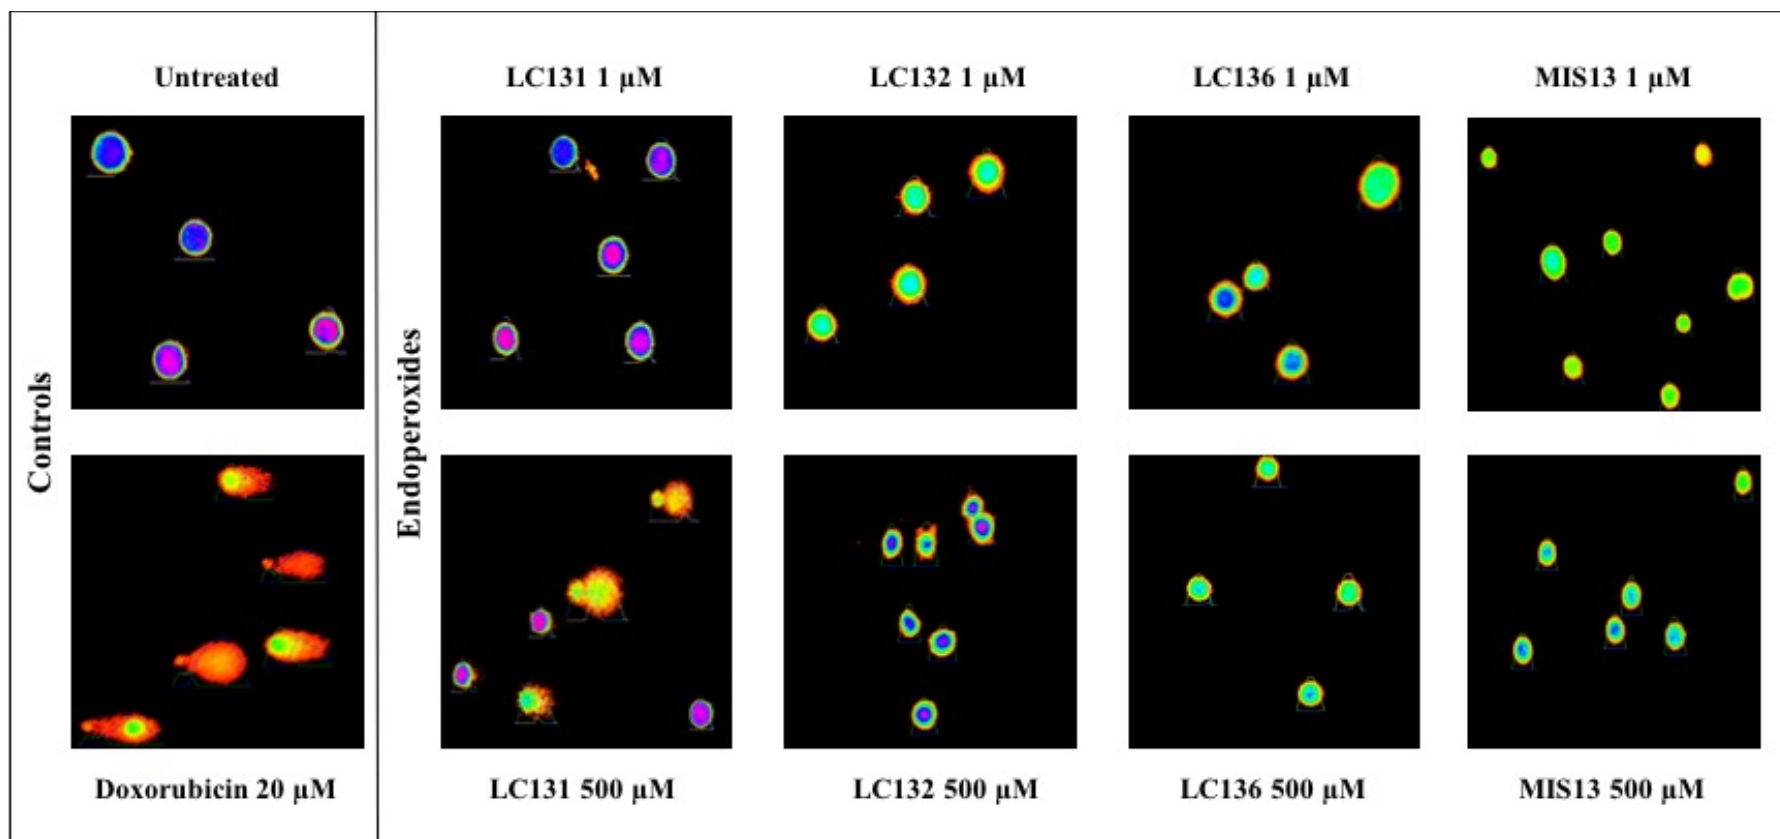 Untreated
LC131 1 µM
LC132 1 µM
LC136 1 µM
MIS13 1 µM
Controls
Endoperoxides
Doxorubicin 20 µM
LC131 500 µM
LC132 500 µM
LC136 500 µM
MIS13 500 µM